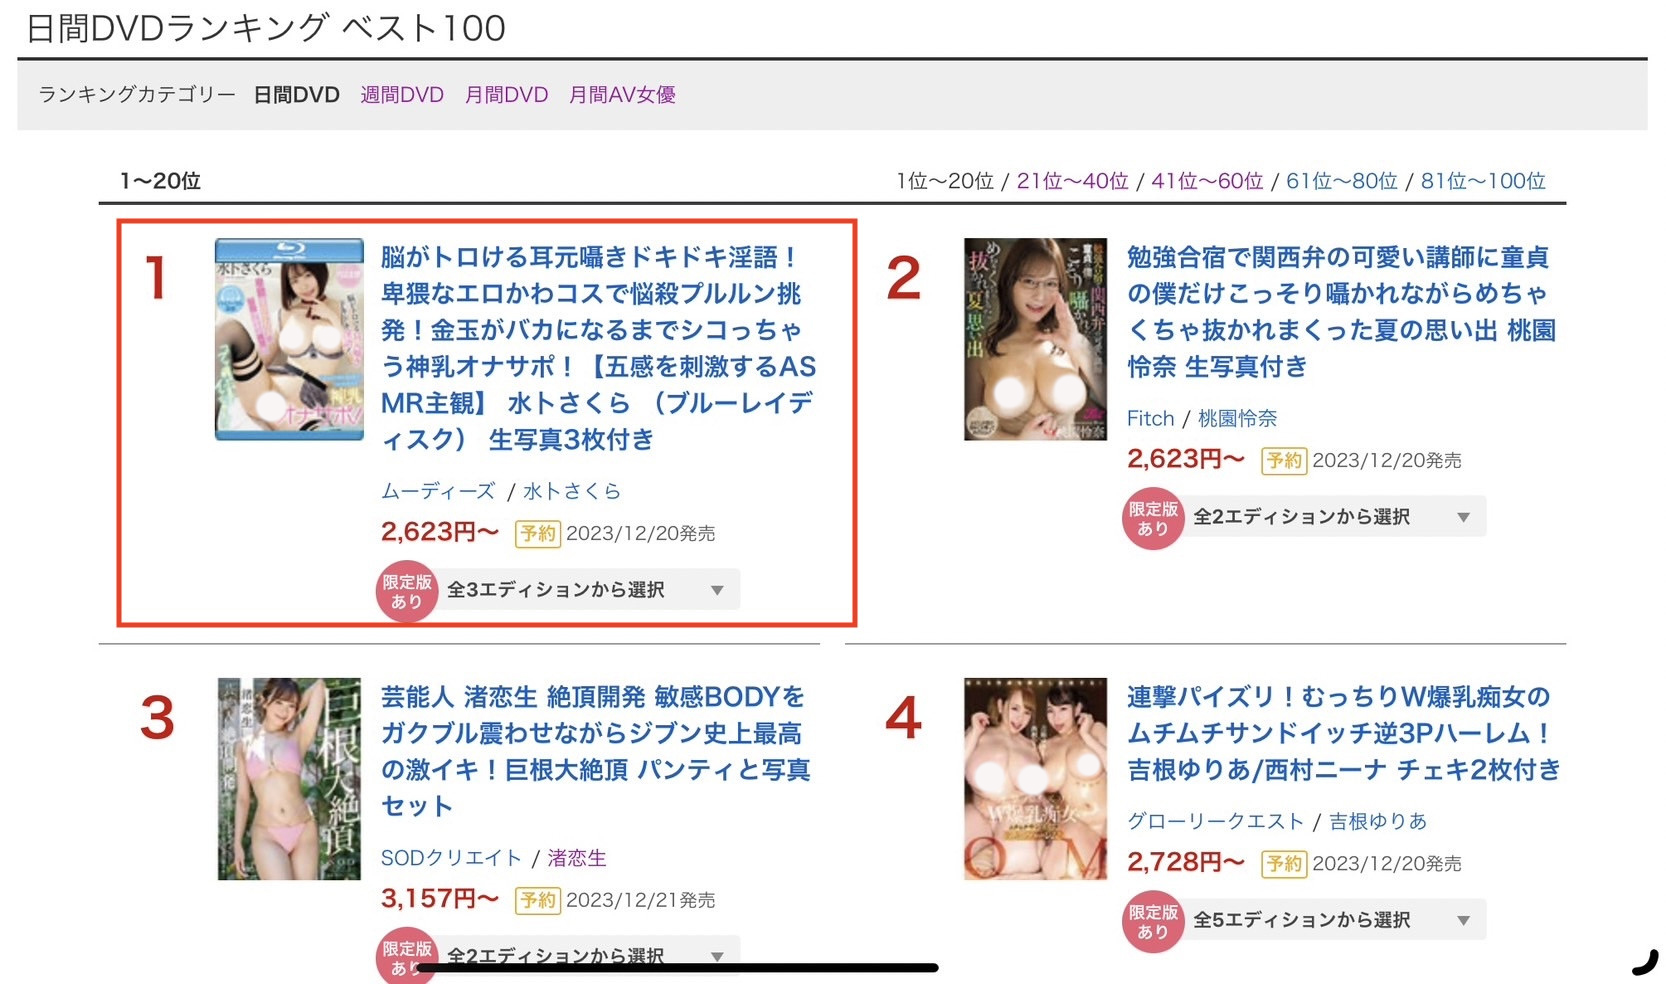 日間DVDランキング ベスト100
ランキングカテゴリー 日間DVD 週間DVD 月間DVD 月間AV女優
1〜20位
1位〜20位 / 21位〜40位 / 41位〜60位 / 61位〜80位 / 81位〜100位
1
水卜さくら
オナサポ!
脳がトロける耳元囁きドキドキ淫語！
卑猥なエロかわコスで悩殺プルルン挑
発！金玉がバカになるまでシコっちゃ
う神乳オナサポ！【五感を刺激するAS
MR主観】 水卜さくら （ブルーレイデ
ィスク） 生写真3枚付き
ムーディーズ / 水卜さくら
2,623円〜 予約 2023/12/20発売
限定版
あり
全3エディションから選択 ▼
2
勉強合宿で関西弁の可愛い講師に童貞
の僕だけこっそり囁かれながらめちゃ
くちゃ抜かれまくった夏の思い出 桃園
怜奈 生写真付き
Fitch / 桃園怜奈
2,623円〜 予約 2023/12/20発売
限定版
あり
全2エディションから選択 ▼
3
渚恋生
巨根大絶頂
芸能人 渚恋生 絶頂開発 敏感BODYを
ガクブル震わせながらジブン史上最高
の激イキ！巨根大絶頂 パンティと写真
セット
SODクリエイト / 渚恋生
3,157円〜 予約 2023/12/21発売
限定版
あり
全2エディションから選択 ▼
4
W爆乳痴女
連撃パイズリ！むっちりW爆乳痴女の
ムチムチサンドイッチ逆3Pハーレム！
吉根ゆりあ/西村ニーナ チェキ2枚付き
グローリークエスト / 吉根ゆりあ
2,728円〜 予約 2023/12/20発売
限定版
あり
全5エディションから選択 ▼